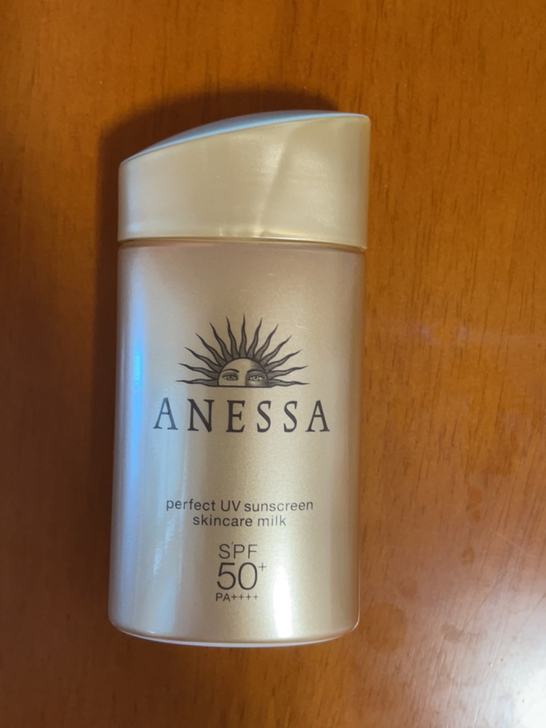 ANESSA
perfect UV sunscreen
skincare milk
SPF
50+
PA++++